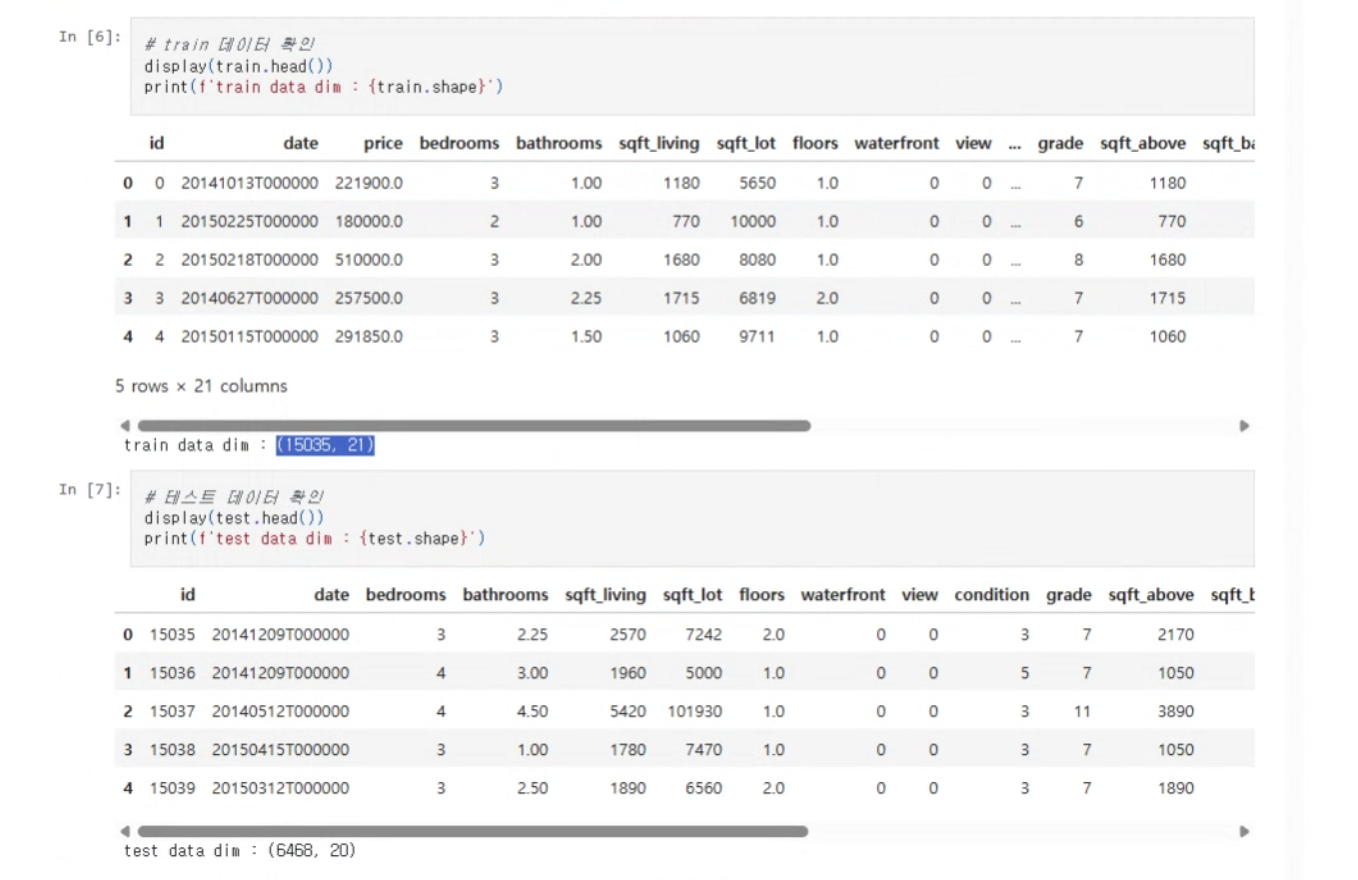 In [6]:
# train 데이터 확인
display(train.head())
print(f'train data dim : {train.shape}')
id date price bedrooms bathrooms sqft_living sqft_lot floors waterfront view ... grade sqft_above sqft_ba
0 0 20141013T000000 221900.0 3 1.00 1180 5650 1.0 0 0 ... 7 1180
1 1 20150225T000000 180000.0 2 1.00 770 10000 1.0 0 0 ... 6 770
2 2 20150218T000000 510000.0 3 2.00 1680 8080 1.0 0 0 ... 8 1680
3 3 20140627T000000 257500.0 3 2.25 1715 6819 2.0 0 0 ... 7 1715
4 4 20150115T000000 291850.0 3 1.50 1060 9711 1.0 0 0 ... 7 1060
5 rows × 21 columns
train data dim : (15035, 21)
In [7]:
# 테스트 데이터 확인
display(test.head())
print(f'test data dim : {test.shape}')
id date bedrooms bathrooms sqft_living sqft_lot floors waterfront view condition grade sqft_above sqft_b
0 15035 20141209T000000 3 2.25 2570 7242 2.0 0 0 3 7 2170
1 15036 20141209T000000 4 3.00 1960 5000 1.0 0 0 5 7 1050
2 15037 20140512T000000 4 4.50 5420 101930 1.0 0 0 3 11 3890
3 15038 20150415T000000 3 1.00 1780 7470 1.0 0 0 3 7 1050
4 15039 20150312T000000 3 2.50 1890 6560 2.0 0 0 3 7 1890
test data dim : (6468, 20)